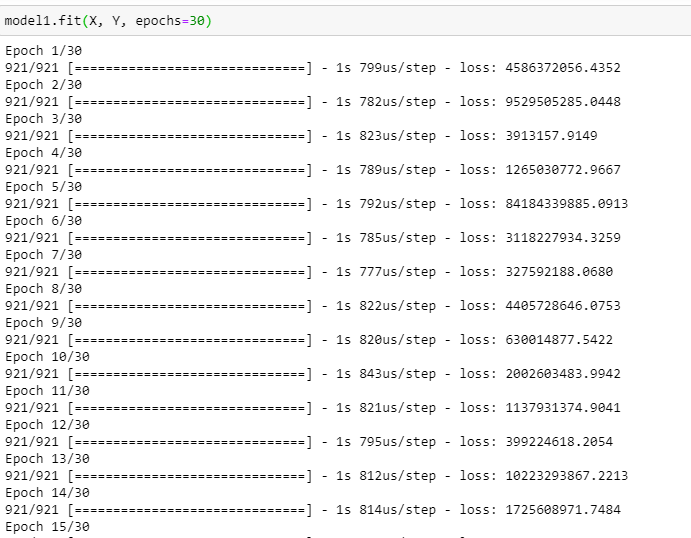 model1.fit(X, Y, epochs=30)
Epoch 1/30
921/921 [==============================] - 1s 799us/step - loss: 4586372056.4352
Epoch 2/30
921/921 [==============================] - 1s 782us/step - loss: 9529505285.0448
Epoch 3/30
921/921 [==============================] - 1s 823us/step - loss: 3913157.9149
Epoch 4/30
921/921 [==============================] - 1s 789us/step - loss: 1265030772.9667
Epoch 5/30
921/921 [==============================] - 1s 792us/step - loss: 84184339885.0913
Epoch 6/30
921/921 [==============================] - 1s 785us/step - loss: 3118227934.3259
Epoch 7/30
921/921 [==============================] - 1s 777us/step - loss: 327592188.0680
Epoch 8/30
921/921 [==============================] - 1s 822us/step - loss: 4405728646.0753
Epoch 9/30
921/921 [==============================] - 1s 820us/step - loss: 630014877.5422
Epoch 10/30
921/921 [==============================] - 1s 843us/step - loss: 2002603483.9942
Epoch 11/30
921/921 [==============================] - 1s 821us/step - loss: 1137931374.9041
Epoch 12/30
921/921 [==============================] - 1s 795us/step - loss: 399224618.2054
Epoch 13/30
921/921 [==============================] - 1s 812us/step - loss: 10223293867.2213
Epoch 14/30
921/921 [==============================] - 1s 814us/step - loss: 1725608971.7484
Epoch 15/30